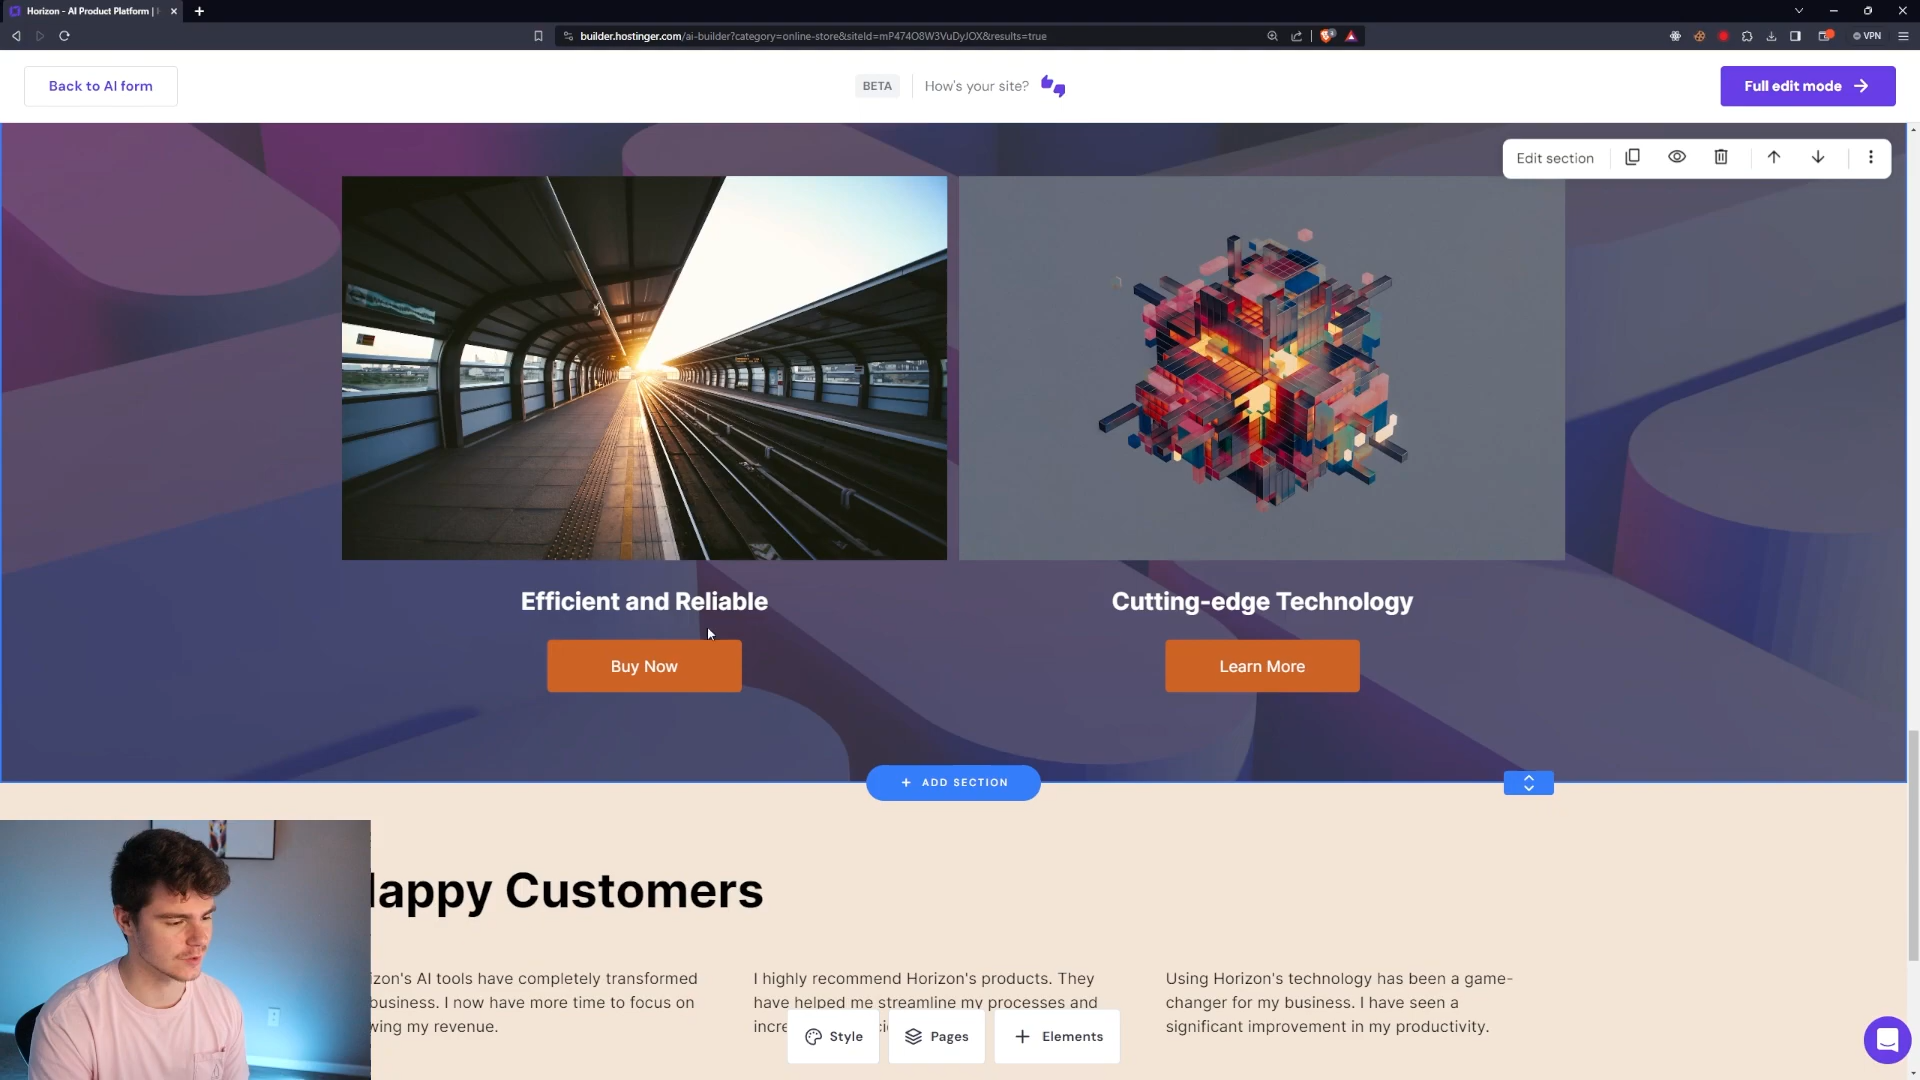 Horizon - AI Product Platform |
builder.hostinger.com/ai-builder?category=online-store&siteId=mP474O8W3VuDyJOX&results=true
VPN
Back to AI form
BETA
How's your site?
Full edit mode
Edit section
Efficient and Reliable
Cutting-edge Technology
Buy Now
Learn More
+ ADD SECTION
Happy Customers
izon's AI tools have completely transformed
business. I now have more time to focus on
wing my revenue.
I highly recommend Horizon's products. They
have helped me streamline my processes and
incre
Using Horizon's technology has been a game-
changer for my business. I have seen a
significant improvement in my productivity.
Style
Pages
Elements